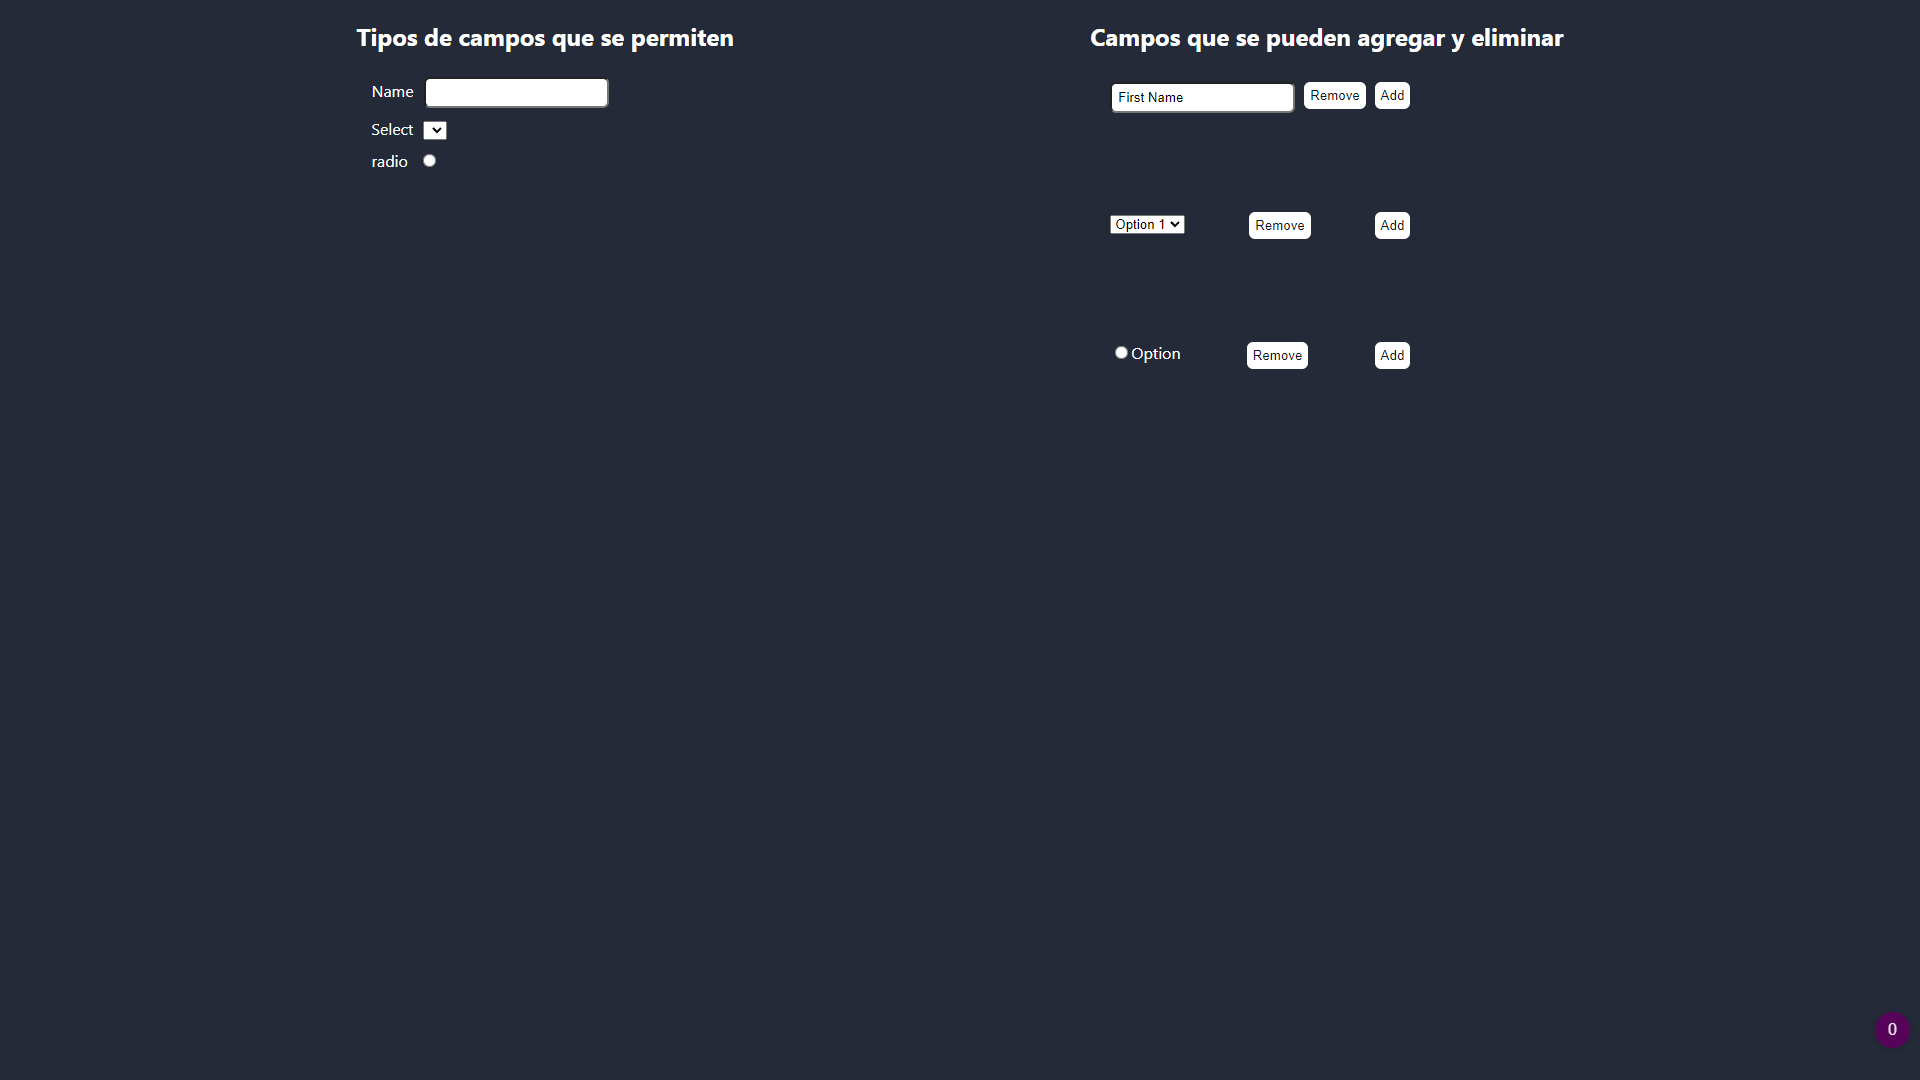 Tipos de campos que se permiten
Name
Select
radio
Campos que se pueden agregar y eliminar
First Name Remove Add
Option 1 Remove Add
Option Remove Add
0